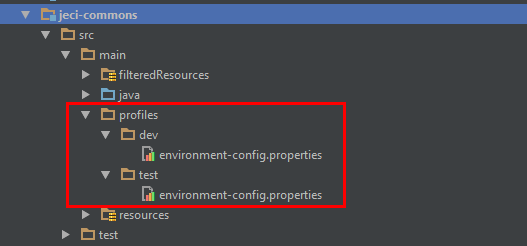 jeci-commons
src
main
filteredResources
java
profiles
dev
environment-config.properties
test
environment-config.properties
resources
test